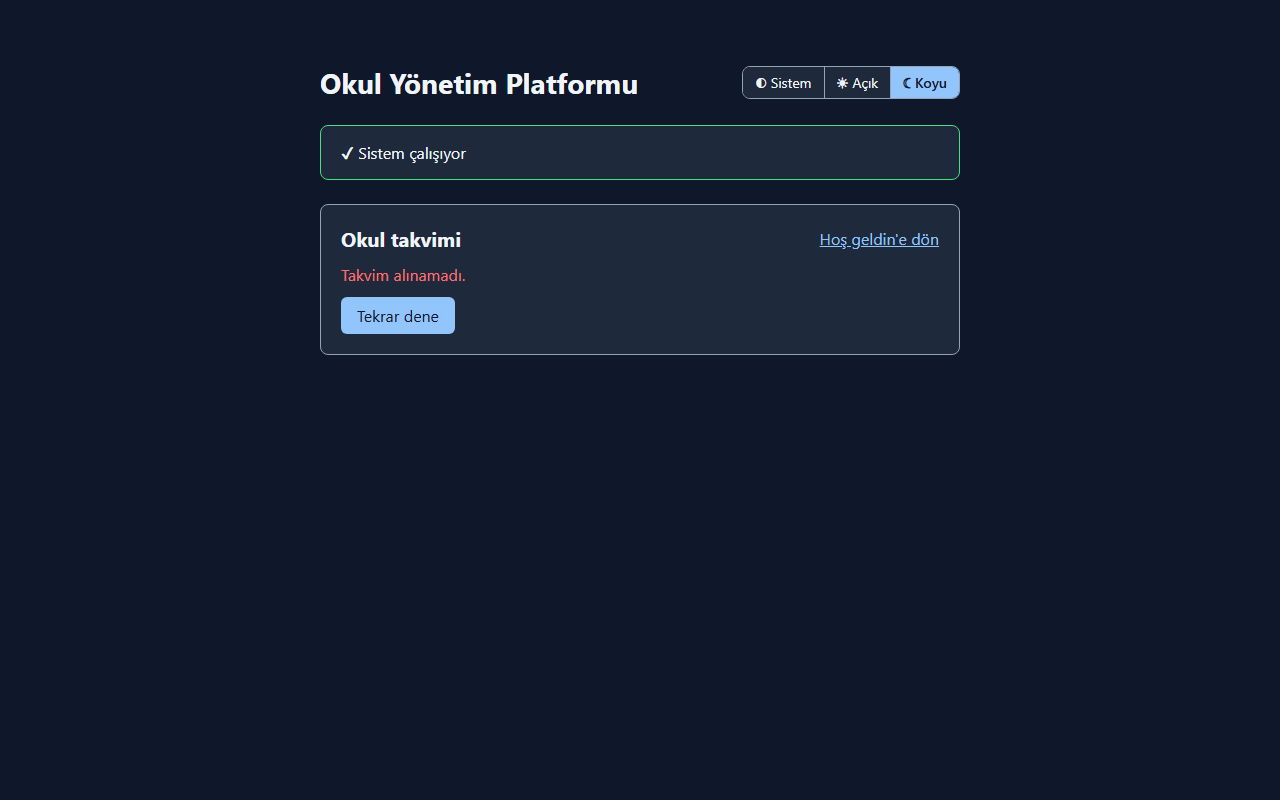 Okul Yönetim Platformu
◐ Sistem ☀ Açık ☾ Koyu
✔ Sistem çalışıyor
Okul takvimi
Hoş geldin'e dön
Takvim alınamadı.
Tekrar dene